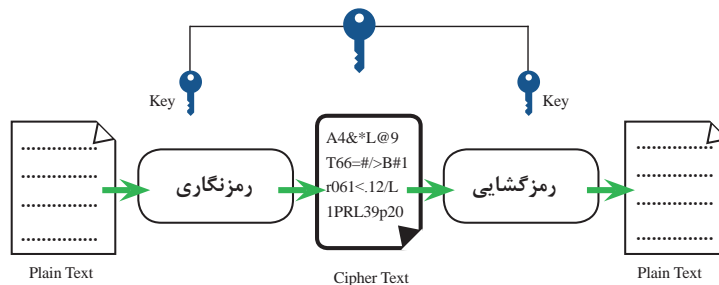 Key
Key
رمزنگاری
A4&*L@9
T66=#/>B#1
r061<.12/L
1PRL39p20
رمزگشایی
Plain Text
Cipher Text
Plain Text